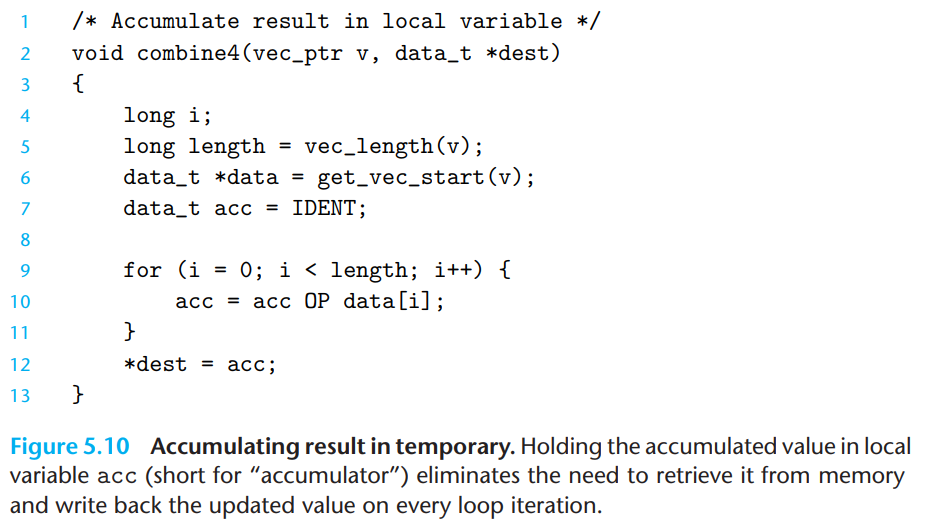 1 /* Accumulate result in local variable */
2 void combine4(vec_ptr v, data_t *dest)
3 {
4     long i;
5     long length = vec_length(v);
6     data_t *data = get_vec_start(v);
7     data_t acc = IDENT;
8
9     for (i = 0; i < length; i++) {
10         acc = acc OP data[i];
11     }
12     *dest = acc;
13 }
Figure 5.10 Accumulating result in temporary. Holding the accumulated value in local
variable acc (short for “accumulator”) eliminates the need to retrieve it from memory
and write back the updated value on every loop iteration.